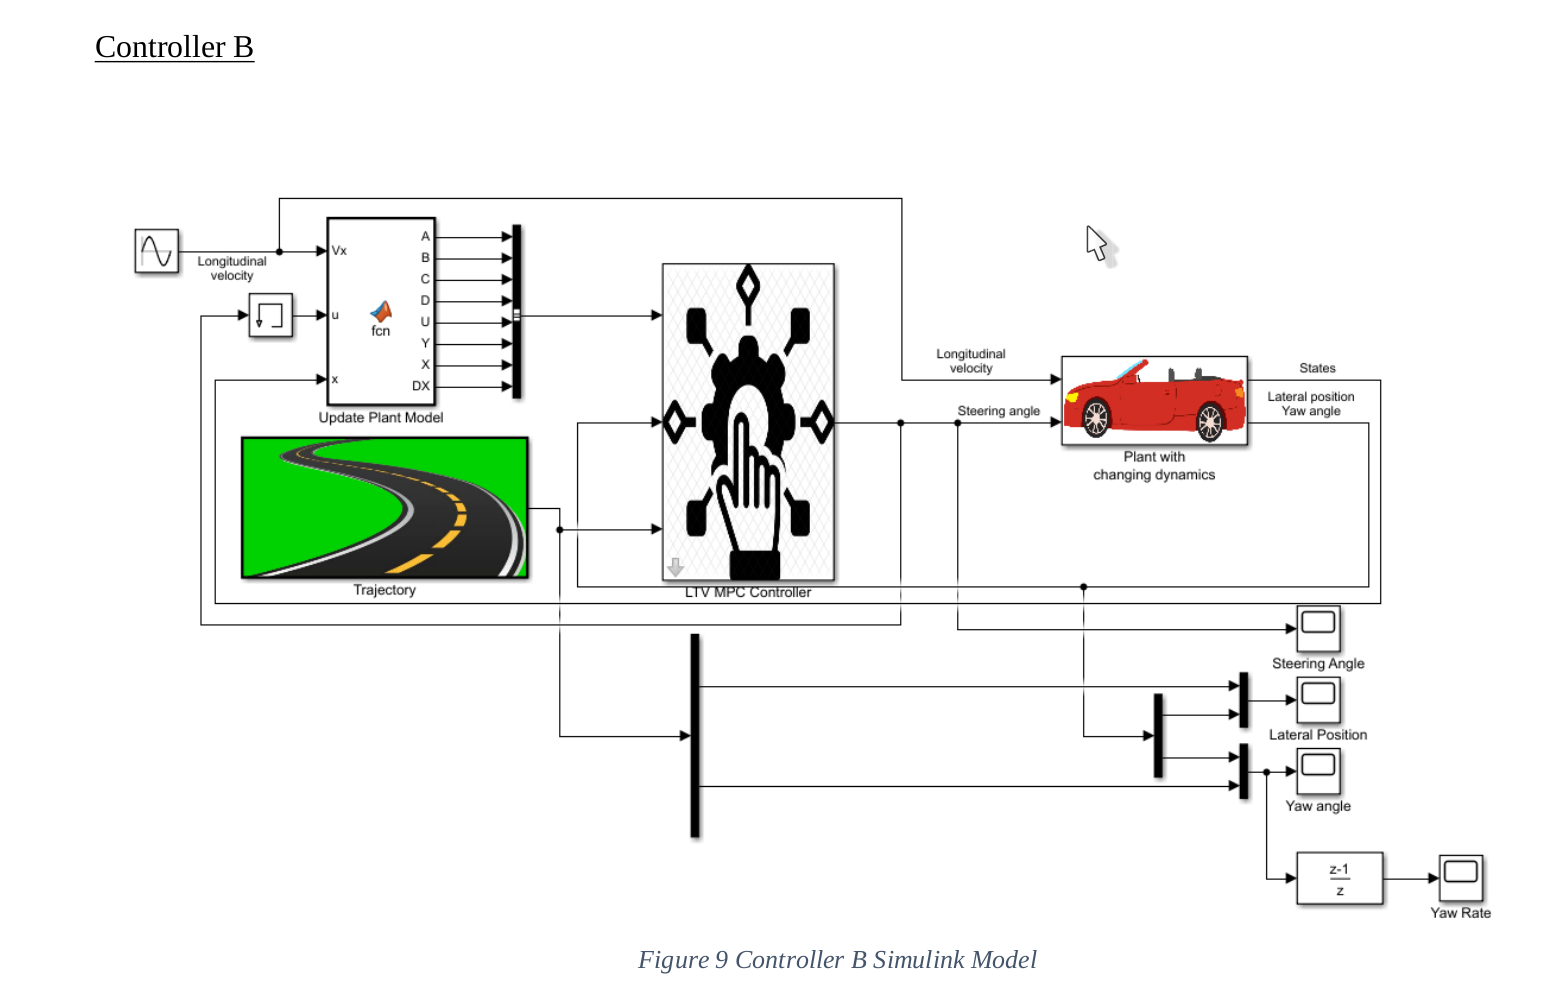 Controller B
Longitudinal
velocity
Vx
u
x
fcn
A
B
C
D
U
Y
X
DX
Update Plant Model
Trajectory
LTV MPC Controller
Longitudinal
velocity
Steering angle
Plant with
changing dynamics
States
Lateral position
Yaw angle
Steering Angle
Lateral Position
Yaw angle
z-1
z
Yaw Rate
Figure 9 Controller B Simulink Model